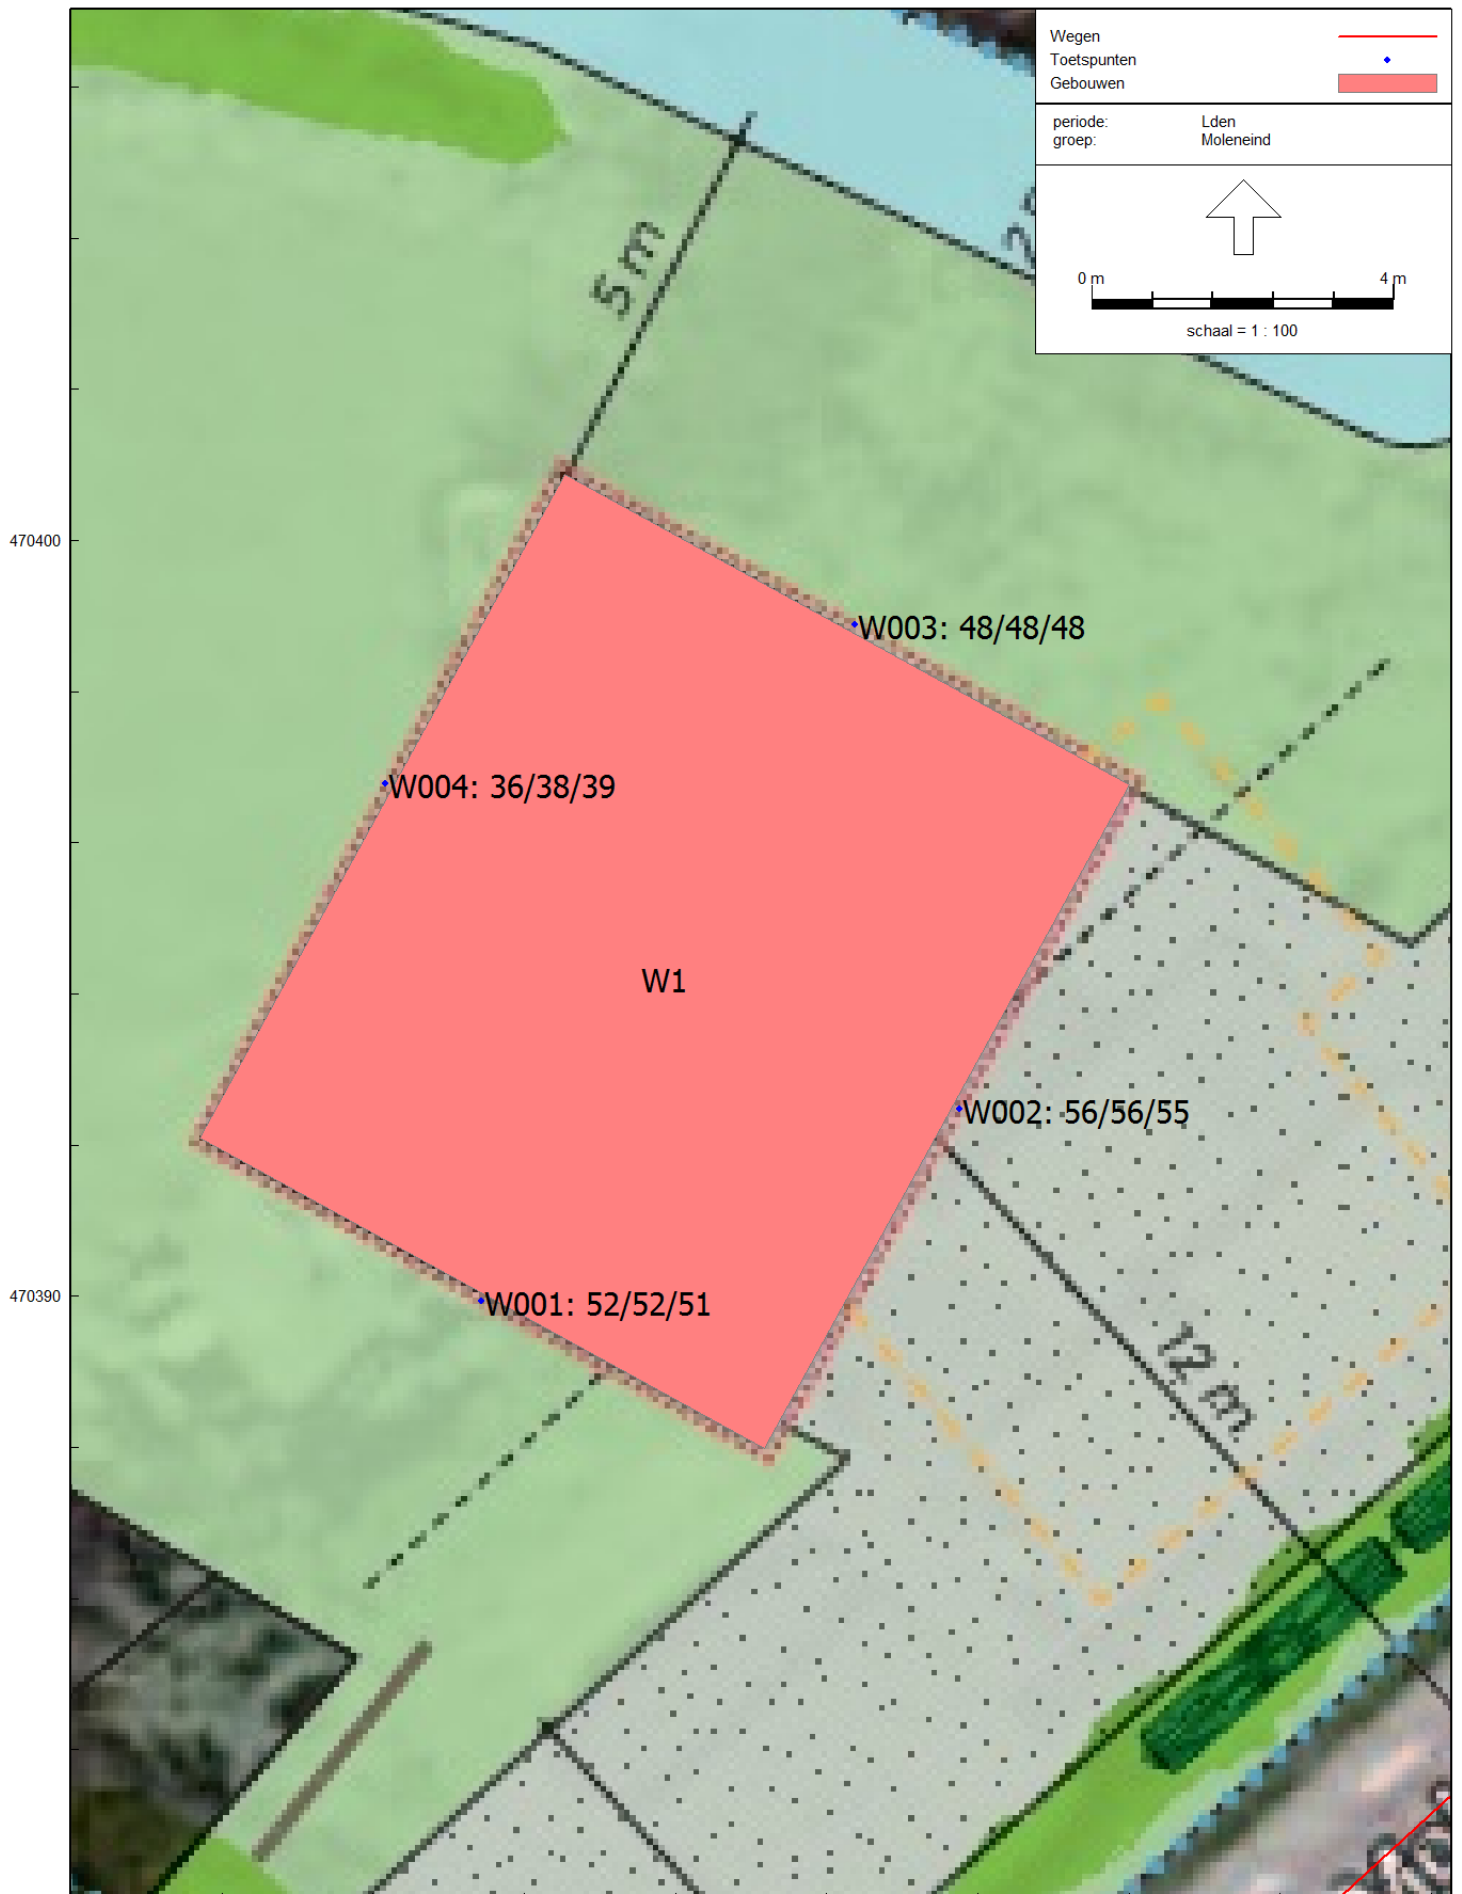 Wegen
Toetspunten
Gebouwen
periode: Lden
groep: Moleneind
0 m 4 m
schaal = 1 : 100
5 m
470400
W003: 48/48/48
W004: 36/38/39
W1
W002: 56/56/55
470390
W001: 52/52/51
12 m